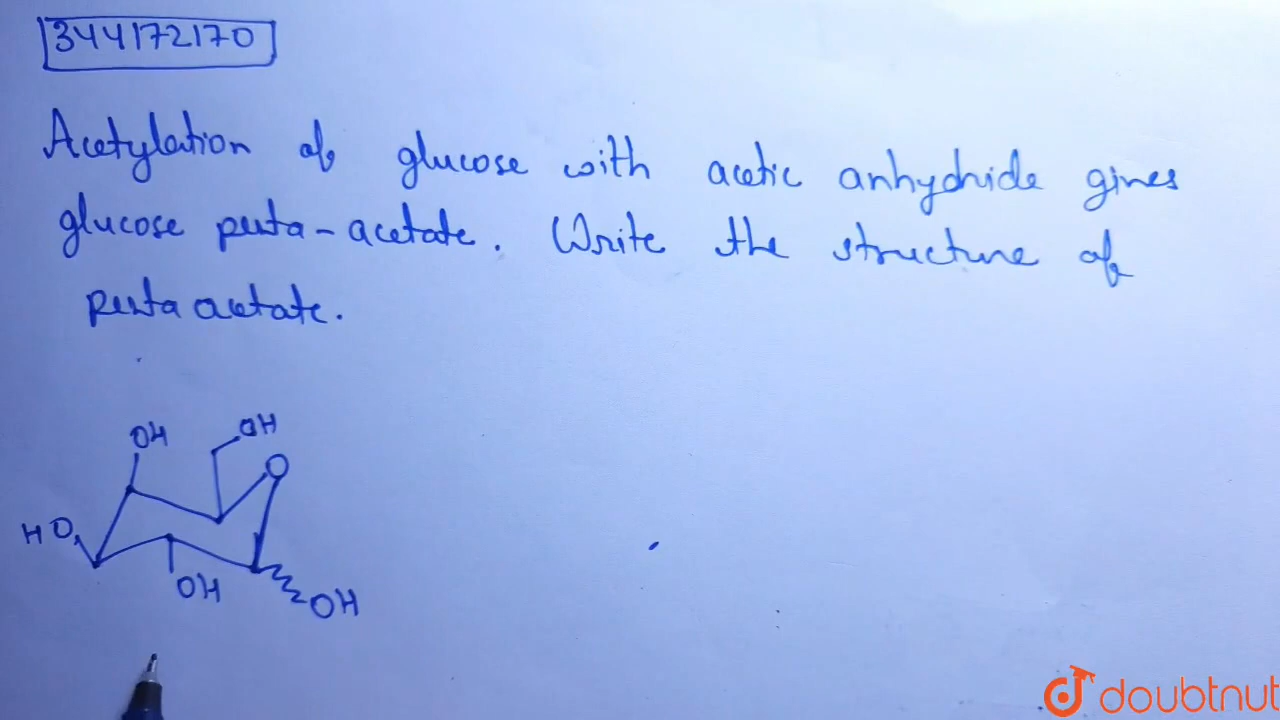 344172170
Acetylation of glucose with acetic anhydride gives
glucose penta-acetate. Write the structure of
penta acetate.
OH
OH
O
HO
OH
OH
doubtnut